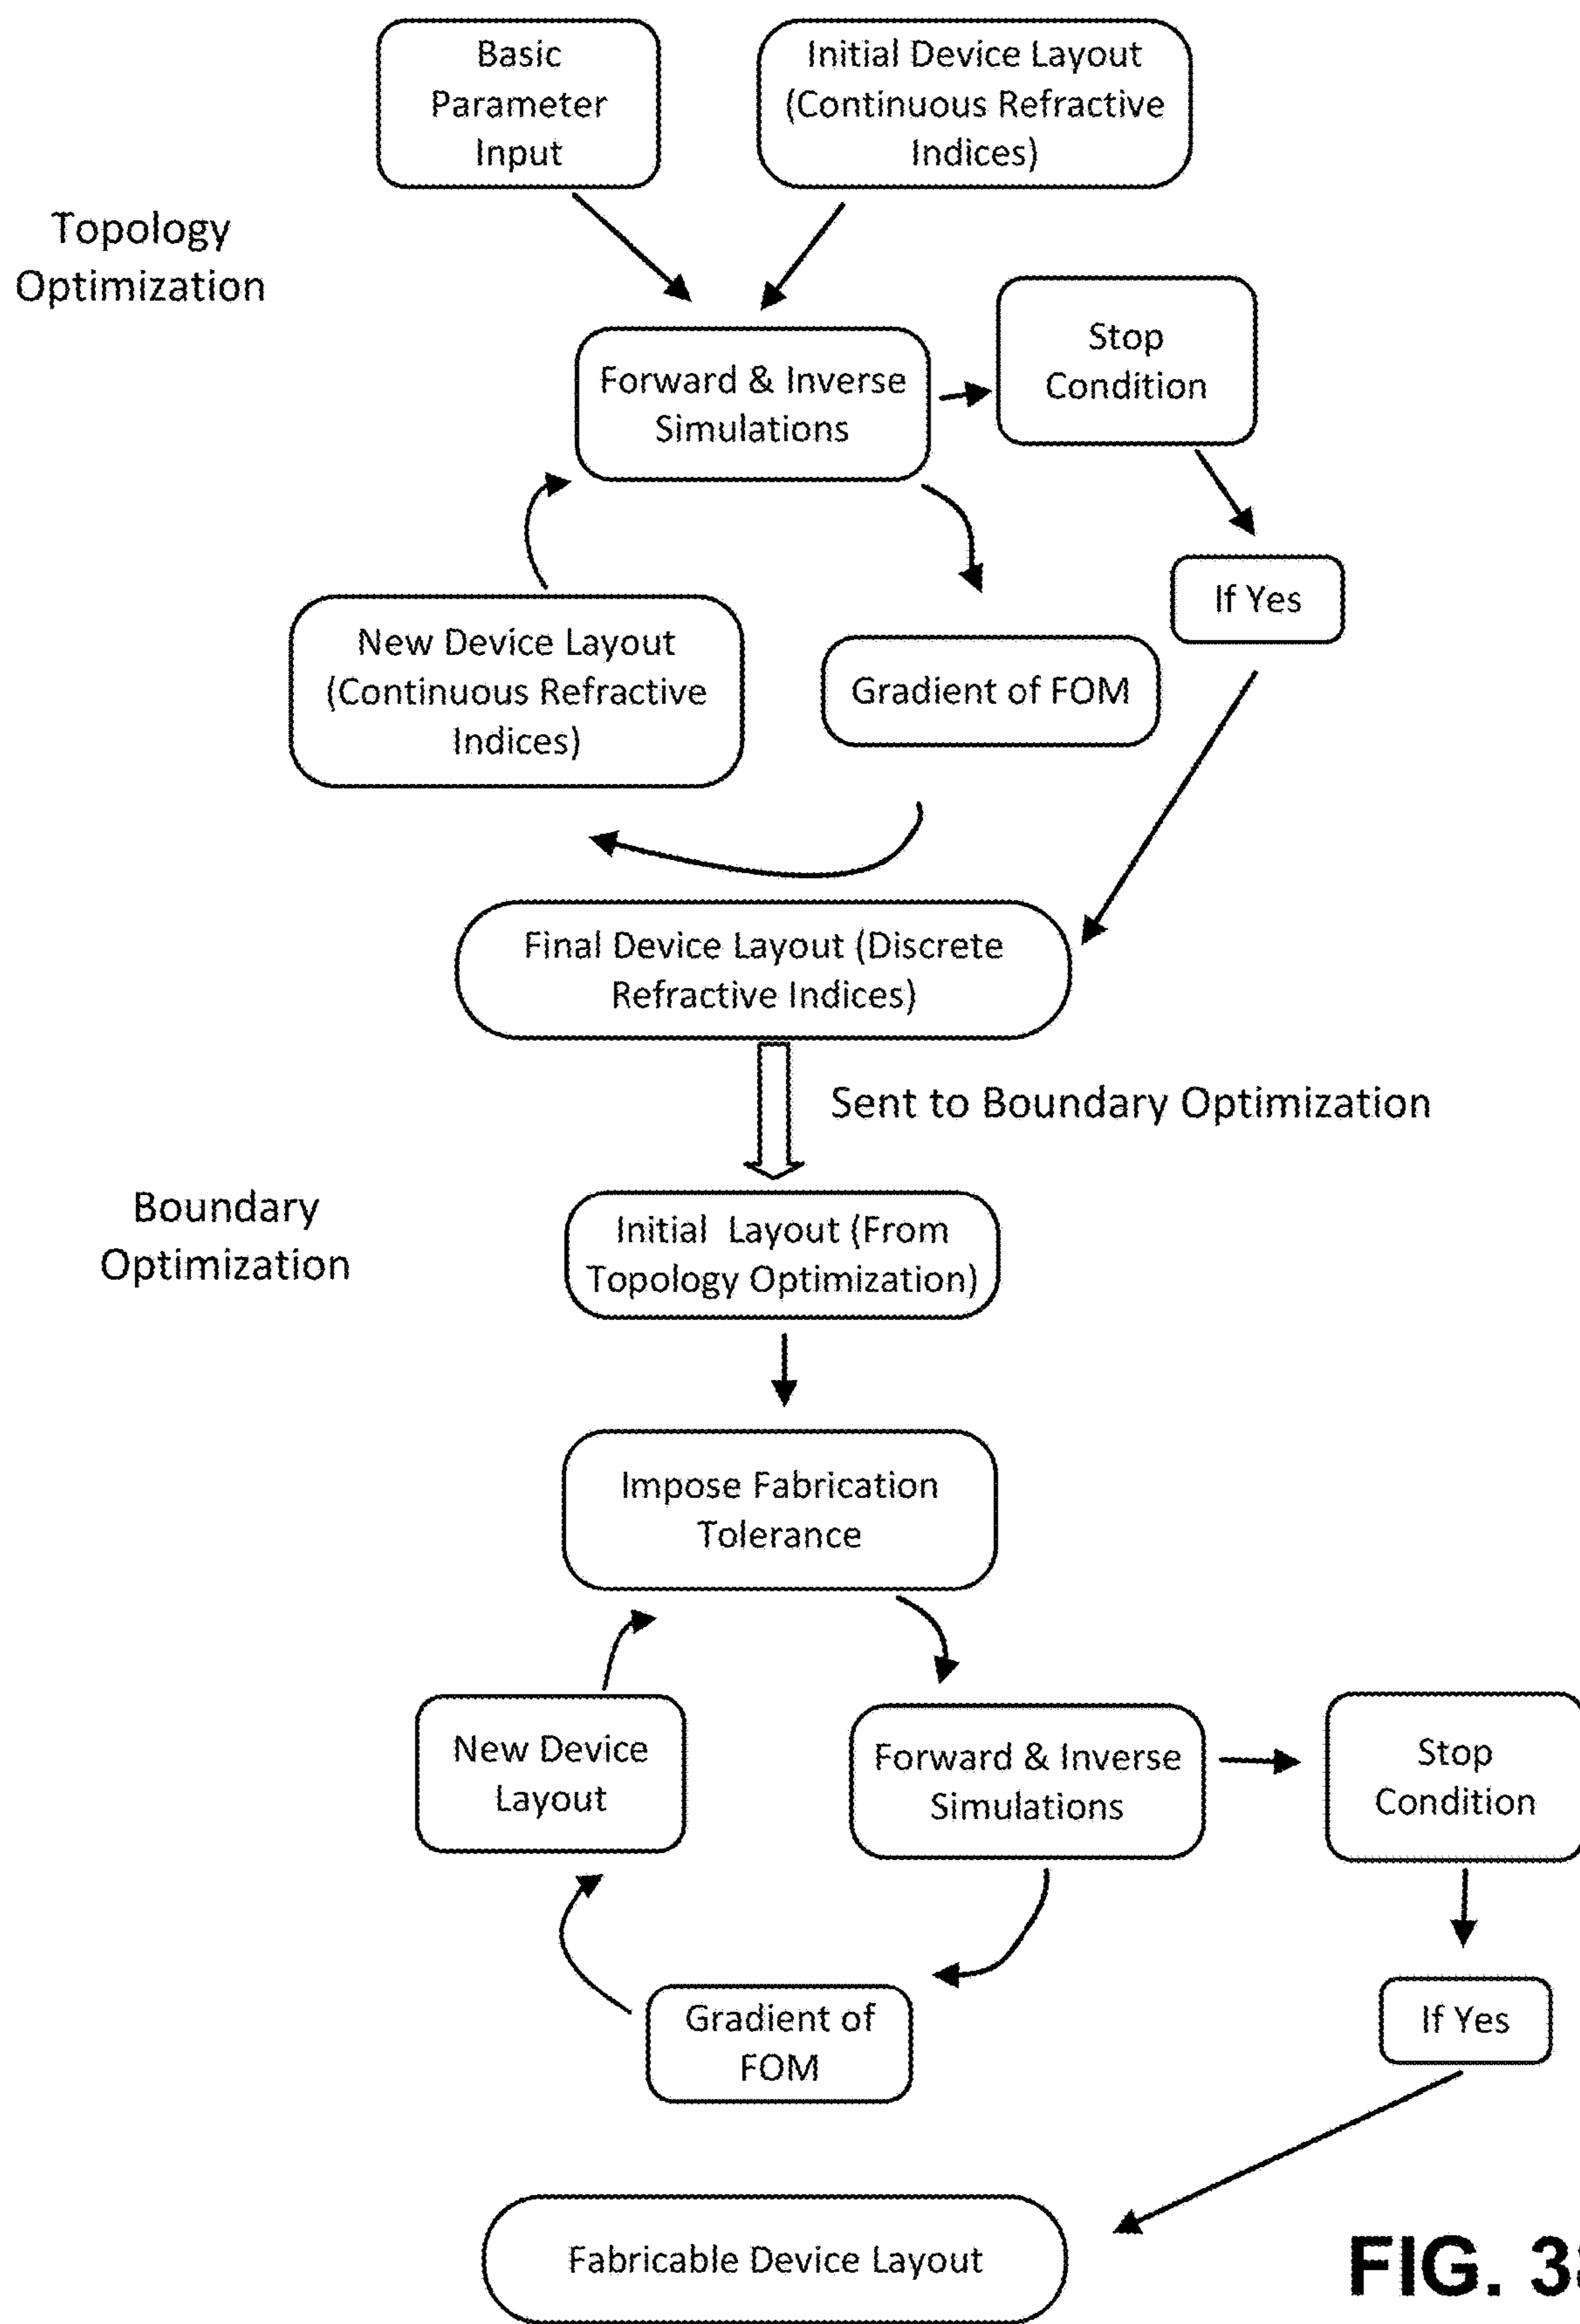 Basic
Parameter
Input
Initial Device Layout
(Continuous Refractive
Indices)
Topology
Optimization
Forward & Inverse
Simulations
Stop
Condition
If Yes
New Device Layout
(Continuous Refractive
Indices)
Gradient of FOM
Final Device Layout (Discrete
Refractive Indices)
Sent to Boundary Optimization
Boundary
Optimization
Initial Layout (From
Topology Optimization)
Impose Fabrication
Tolerance
New Device
Layout
Forward & Inverse
Simulations
Stop
Condition
Gradient of
FOM
If Yes
Fabricable Device Layout
FIG.